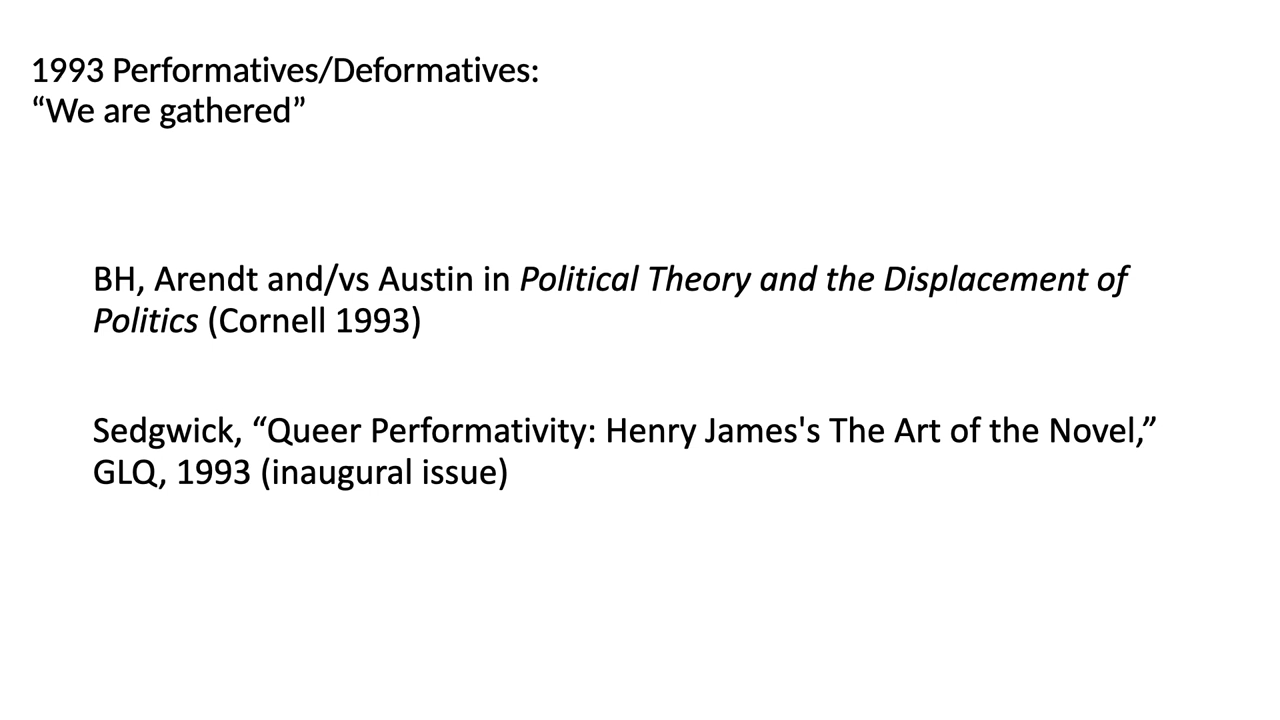 1993 Performatives/Deformatives:
“We are gathered”
BH, Arendt and/vs Austin in Political Theory and the Displacement of
Politics (Cornell 1993)
Sedgwick, “Queer Performativity: Henry James's The Art of the Novel,”
GLQ, 1993 (inaugural issue)